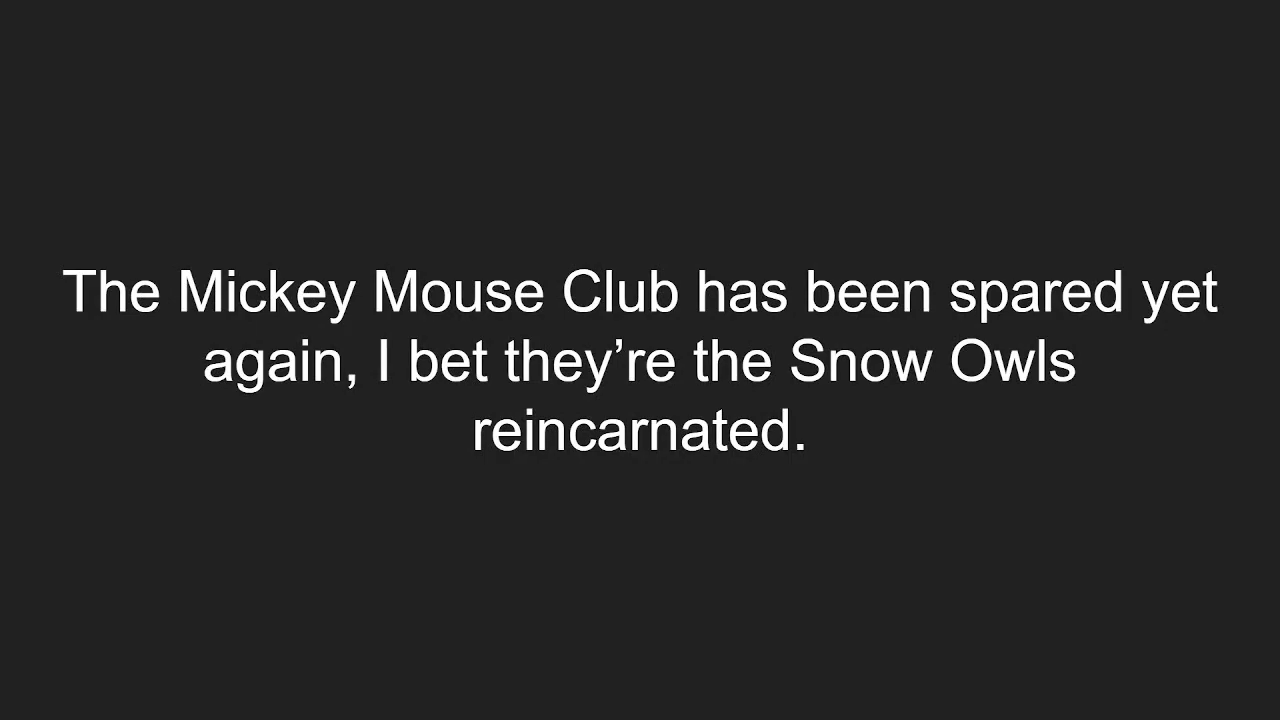 The Mickey Mouse Club has been spared yet
again, I bet they’re the Snow Owls
reincarnated.